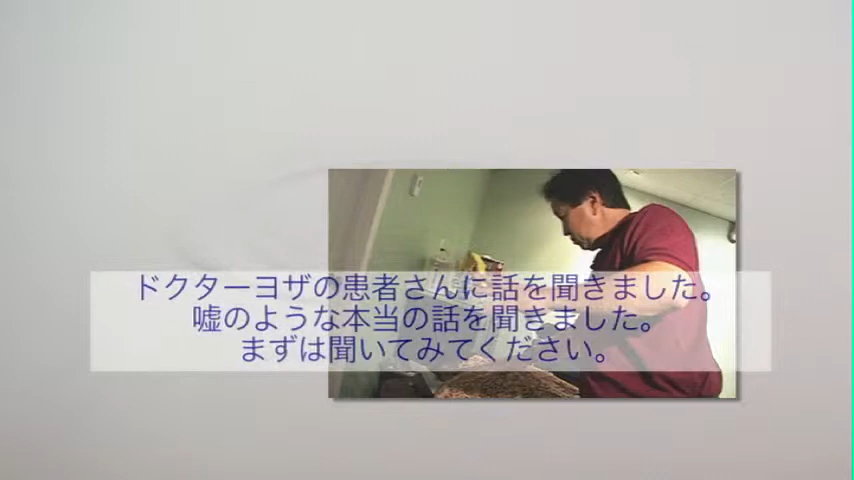 ドクターヨザの患者さんに話を聞きました。
嘘のような本当の話を聞きました。
まずは聞いてみてください。